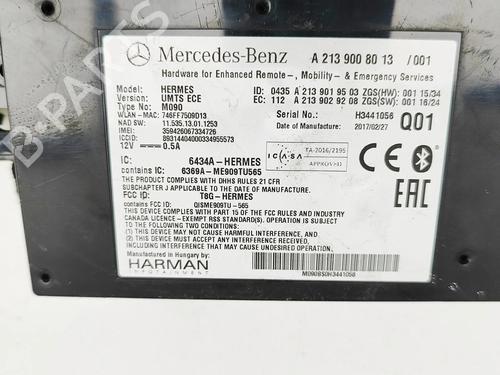 Mercedes-Benz A 213 900 80 13 /001
Hardware for Enhanced Remote-, Mobility- & Emergency Services
Model: HERMES ID: 0435 A 213 901 95 03 ZGS(HW): 001 15/34
Version: UMTS ECE EC: 112 A 213 902 92 08 ZGS(SW): 001 16/24
Type No: M090
WLAN - MAC: 746FF7509D13 Serial No.: H3441056 Q01
NAD SW: 11.535.13.01.1253 2017/02/27
IMEI: 359426067334726
ICCID: 89314404000334955573
12V 0.5A
ICASA TA-2016/2195
APPROVED
IC: 6434A-HERMES
contains IC: 6369A-ME909TU565
THE PRODUCT COMPLIES WITH DHHS RULES 21 CFR
SUBCHAPTER J APPLICABLE TO THE DATE OF MANUFACTURE.
FCC ID: T8G-HERMES
contains FCC ID: QISME909TU-565
THIS DEVICE COMPLIES WITH PART 15 OF THE FCC RULES AND INDUSTRY
CANADA LICENCE - EXEMPT RSS STANDARD(S). OPERATION IS SUBJECT
TO THE FOLLOWING TWO CONDITIONS:
(1) THIS DEVICE MAY NOT CAUSE HARMFUL INTERFERENCE, AND
(2) THIS DEVICE MUST ACCEPT ANY INTERFERENCE RECEIVED,
INCLUDING INTERFERENCE THAT MAY CAUSE UNDESIRED OPERATION.
CE
EAC
Manufactured in Hungary by:
HARMAN
INFOTAINMENT
M090BS0H3441056